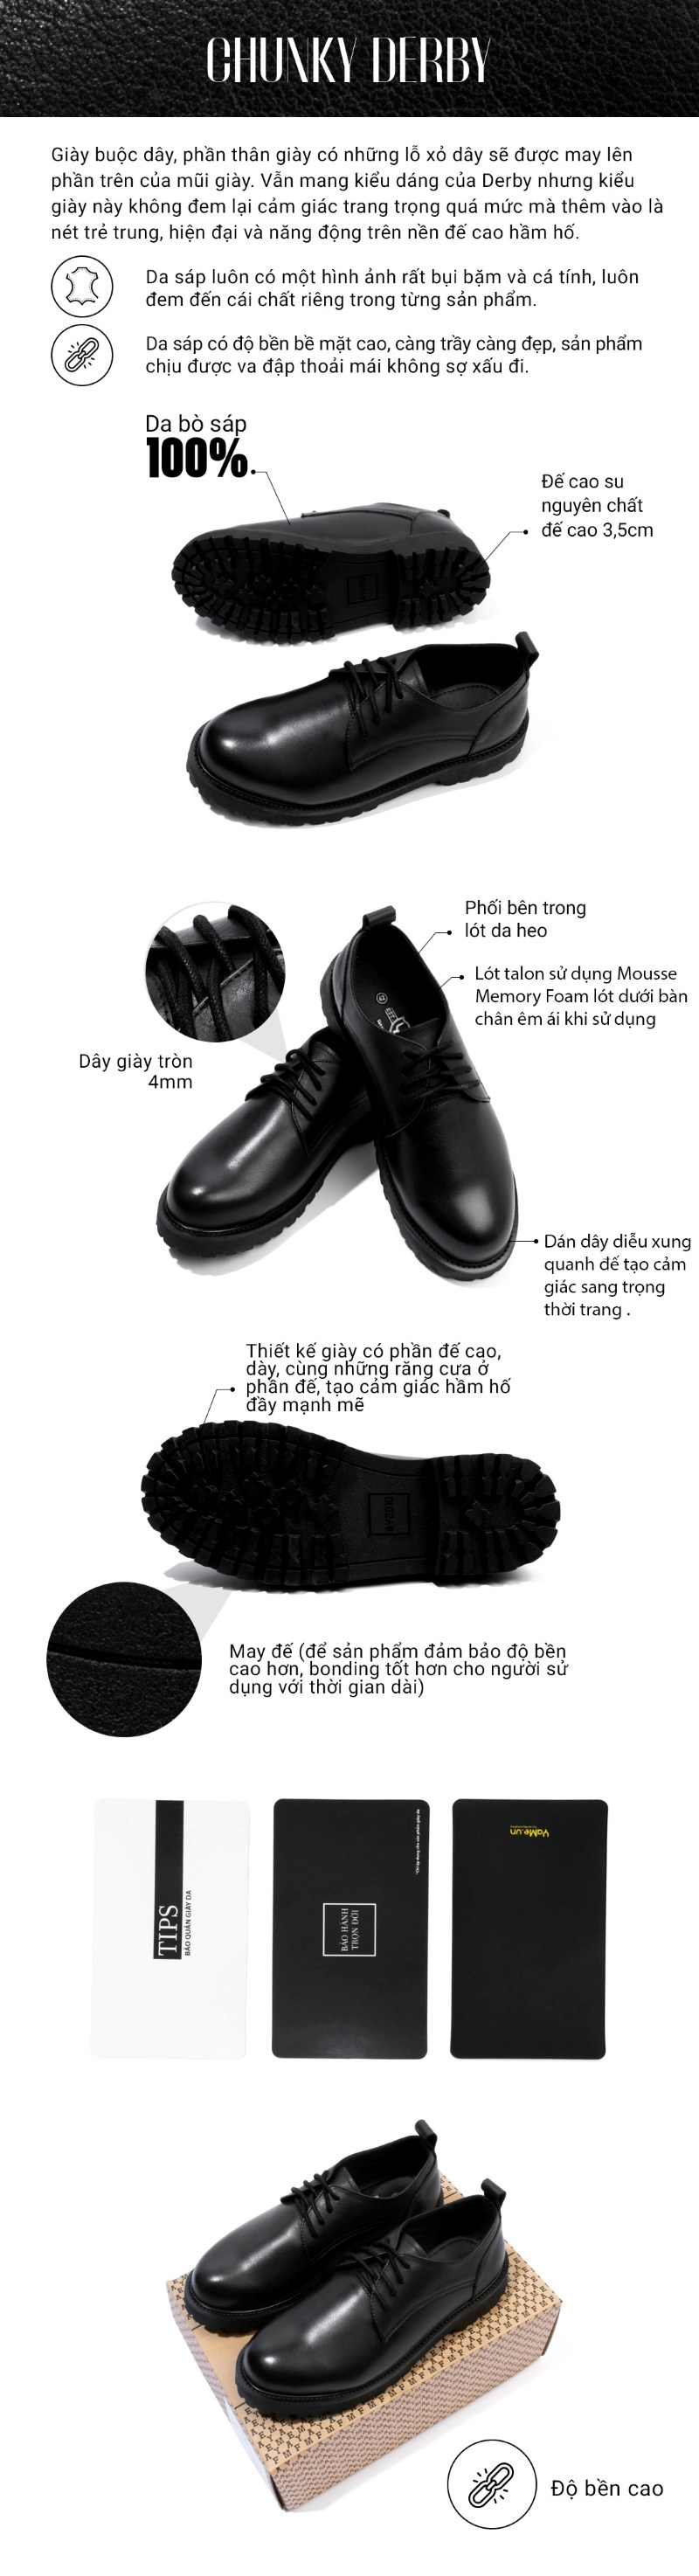 CHUNKY DERBY
Giày buộc dây, phần thân giày có những lỗ xỏ dây sẽ được may lên
phần trên của mũi giày. Vẫn mang kiểu dáng của Derby nhưng kiểu
giày này không đem lại cảm giác trang trọng quá mức mà thêm vào là
nét trẻ trung, hiện đại và năng động trên nền đế cao hầm hố.
Da sáp luôn có một hình ảnh rất bụi bặm và cá tính, luôn
đem đến cái chất riêng trong từng sản phẩm.
Da sáp có độ bền bề mặt cao, càng trầy càng đẹp, sản phẩm
chịu được va đập thoải mái không sợ xấu đi.
Da bò sáp
100%.
Đế cao su
nguyên chất
đế cao 3,5cm
Phối bên trong
lót da heo
Lót talon sử dụng Mousse
Memory Foam lót dưới bàn
chân êm ái khi sử dụng
Dây giày tròn
4mm
42
Dán dây diễu xung
quanh đế tạo cảm
giác sang trọng
thời trang .
Thiết kế giày có phần đế cao,
dày, cùng những răng cưa ở
phần đế, tạo cảm giác hầm hố
đầy mạnh mẽ
May đế (để sản phẩm đảm bảo độ bền
cao hơn, bonding tốt hơn cho người sử
dụng với thời gian dài)
TIPS
BẢO QUẢN GIÀY DA
BẢO HÀNH
TRỌN ĐỜI
*Chỉ áp dụng cho sản phẩm giày da
YaMe.vn
Độ bền cao